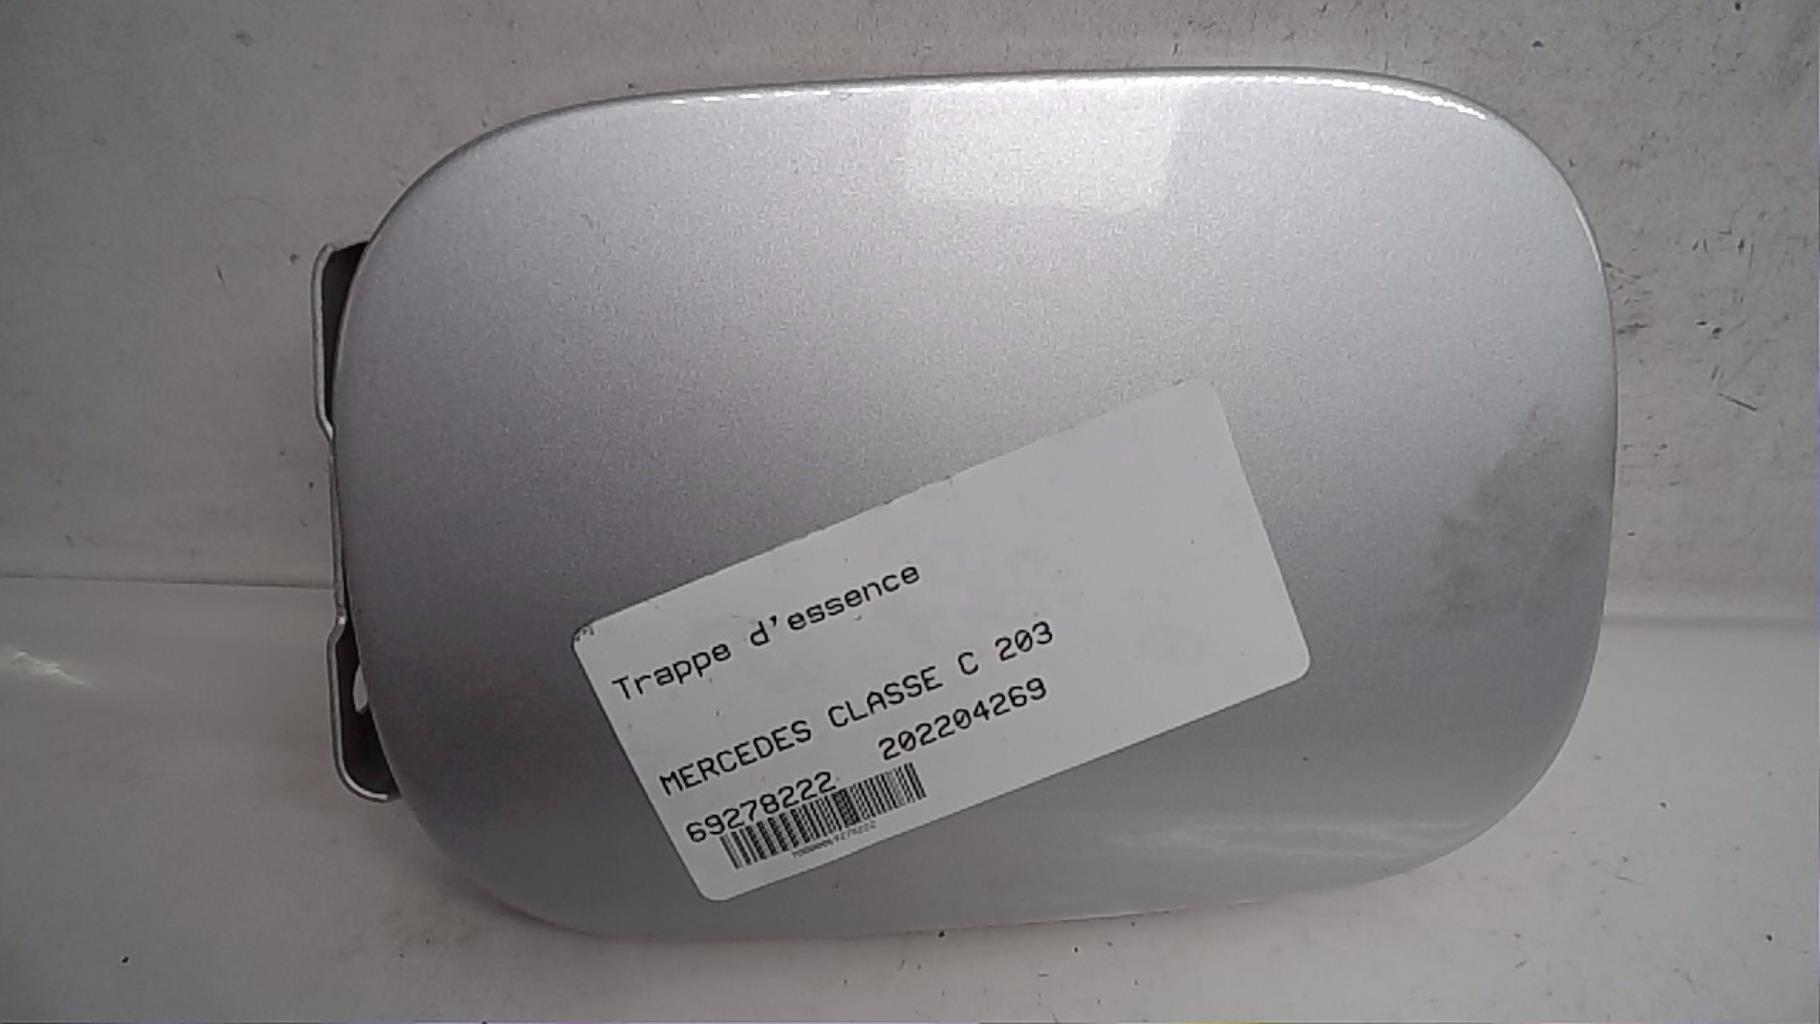 Trappe d'essence
MERCEDES CLASSE C 203
69278222 202204269